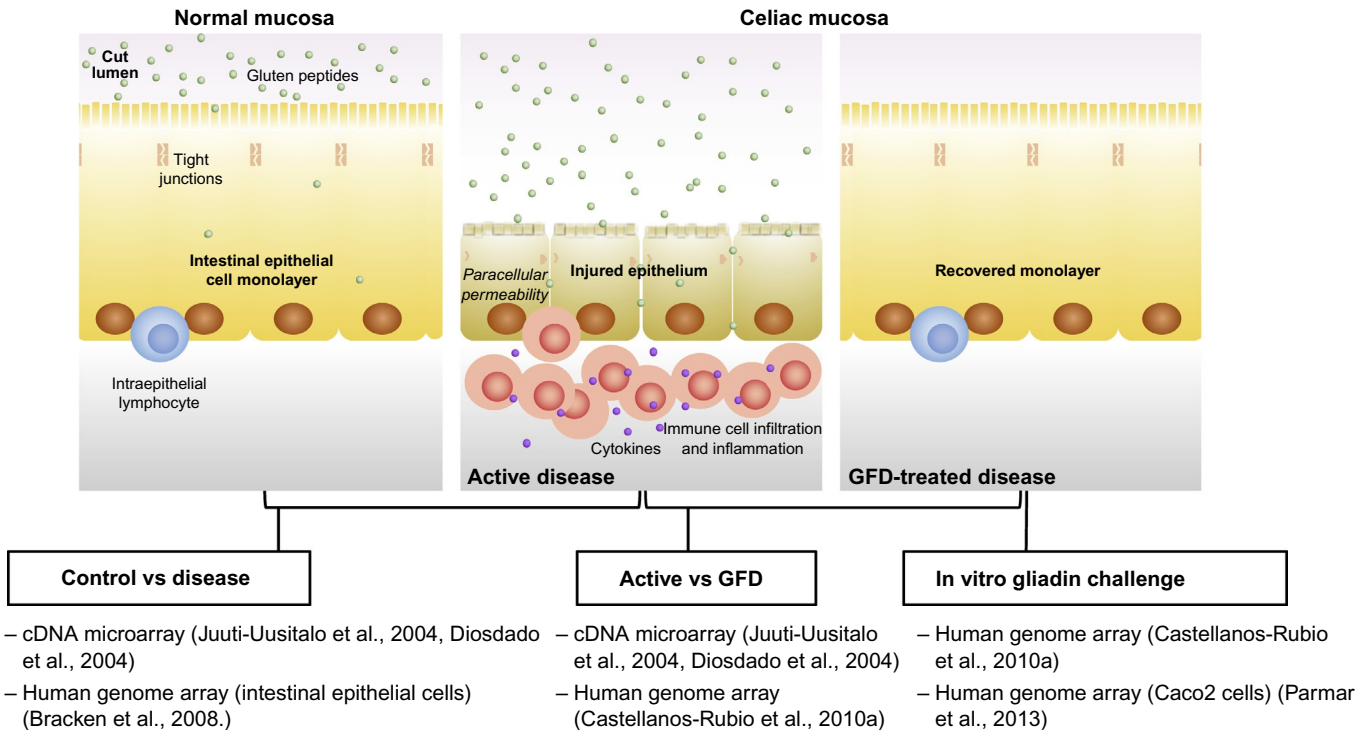 Normal mucosa
Celiac mucosa
Cut
lumen
Gluten peptides
Tight
junctions
Intestinal epithelial
cell monolayer
Intraepithelial
lymphocyte
Paracellular
permeability
Injured epithelium
Cytokines
Immune cell infiltration
and inflammation
Active disease
Recovered monolayer
GFD-treated disease
Control vs disease
– cDNA microarray (Juuti-Uusitalo et al., 2004, Diosdado
et al., 2004)
– Human genome array (intestinal epithelial cells)
(Bracken et al., 2008.)
Active vs GFD
– cDNA microarray (Juuti-Uusitalo
et al., 2004, Diosdado et al., 2004)
– Human genome array
(Castellanos-Rubio et al., 2010a)
In vitro gliadin challenge
– Human genome array (Castellanos-Rubio
et al., 2010a)
– Human genome array (Caco2 cells) (Parmar
et al., 2013)